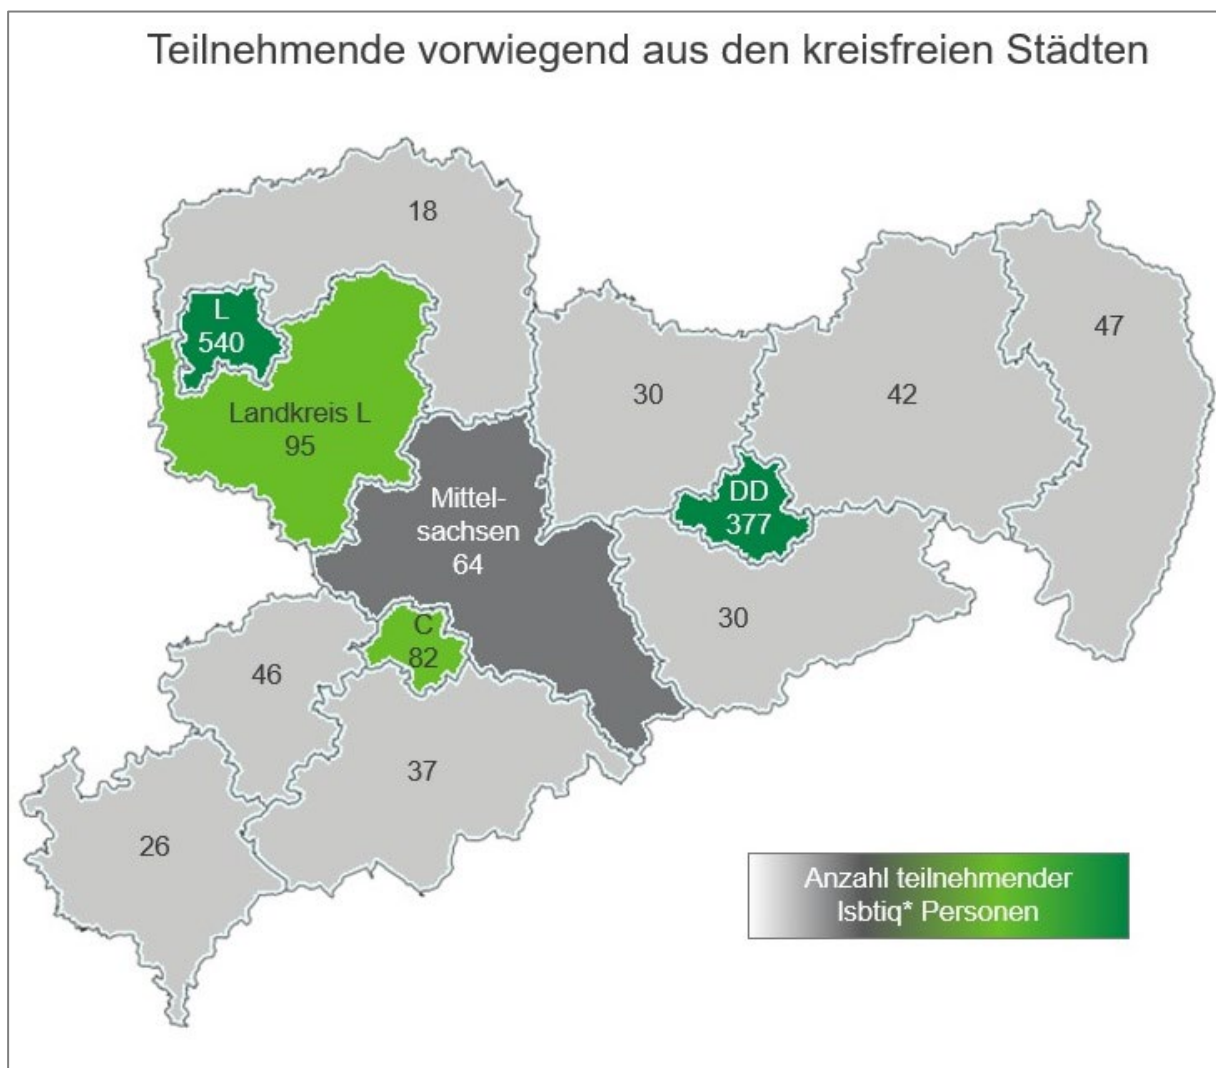 Teilnehmende vorwiegend aus den kreisfreien Städten
18
L
540
47
30
42
Landkreis L
95
DD
377
Mittel-
sachsen
64
30
C
82
46
37
26
Anzahl teilnehmender
lsbtiq* Personen